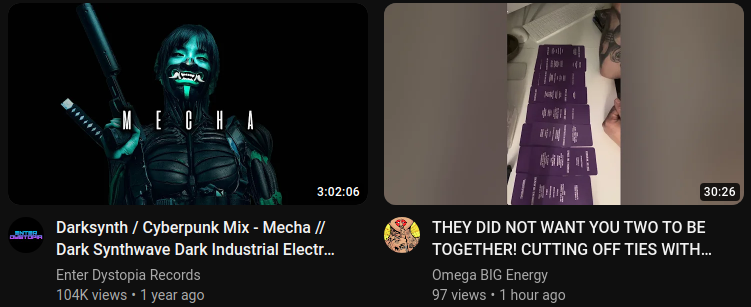 MECHA
3:02:06
30:26
ENTER
DYSTOPIA
Darksynth / Cyberpunk Mix - Mecha //
Dark Synthwave Dark Industrial Electr...
Enter Dystopia Records
104K views • 1 year ago
THEY DID NOT WANT YOU TWO TO BE
TOGETHER! CUTTING OFF TIES WITH...
Omega BIG Energy
97 views • 1 hour ago